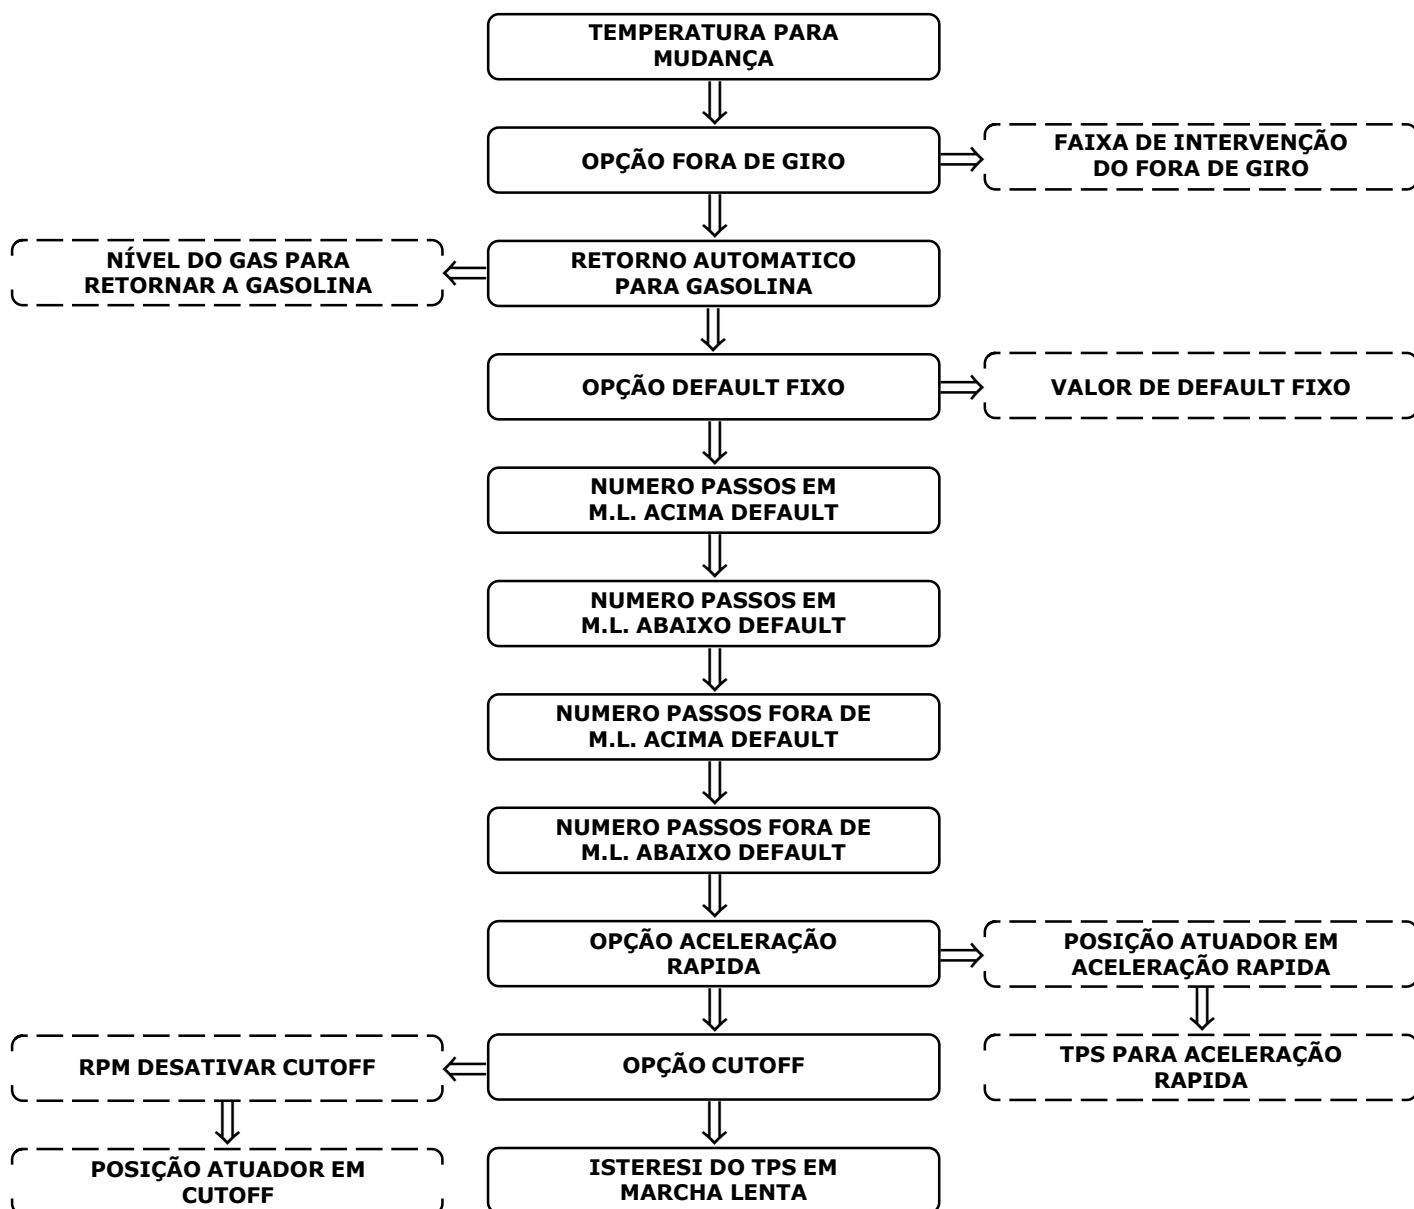 TEMPERATURA PARA
MUDANÇA
OPÇÃO FORA DE GIRO
FAIXA DE INTERVENÇÃO
DO FORA DE GIRO
NÍVEL DO GAS PARA
RETORNAR A GASOLINA
RETORNO AUTOMATICO
PARA GASOLINA
OPÇÃO DEFAULT FIXO
VALOR DE DEFAULT FIXO
NUMERO PASSOS EM
M.L. ACIMA DEFAULT
NUMERO PASSOS EM
M.L. ABAIXO DEFAULT
NUMERO PASSOS FORA DE
M.L. ACIMA DEFAULT
NUMERO PASSOS FORA DE
M.L. ABAIXO DEFAULT
OPÇÃO ACELERAÇÃO
RAPIDA
POSIÇÃO ATUADOR EM
ACELERAÇÃO RAPIDA
RPM DESATIVAR CUTOFF
OPÇÃO CUTOFF
TPS PARA ACELERAÇÃO
RAPIDA
POSIÇÃO ATUADOR EM
CUTOFF
ISTERESI DO TPS EM
MARCHA LENTA